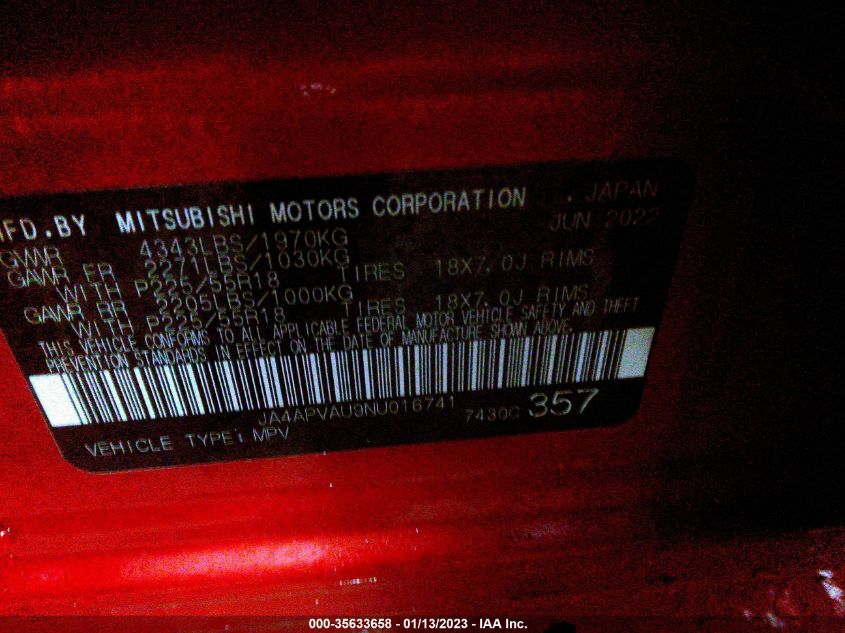 MFD.BY MITSUBISHI MOTORS CORPORATION . JAPAN
JUN 2022
GVWR 4343LBS/1970KG
GAWR FR 2271LBS/1030KG
WITH P225/55R18 TIRES 18X7.0J RIMS
GAWR RR 2205LBS/1000KG
WITH P225/55R18 TIRES 18X7.0J RIMS
THIS VEHICLE CONFORMS TO ALL APPLICABLE FEDERAL MOTOR VEHICLE SAFETY AND THEFT
PREVENTION STANDARDS IN EFFECT ON THE DATE OF MANUFACTURE SHOWN ABOVE.
JA4APVAU9NU016741 7430C 357
VEHICLE TYPE: MPV
000-35633658 - 01/13/2023 - IAA Inc.